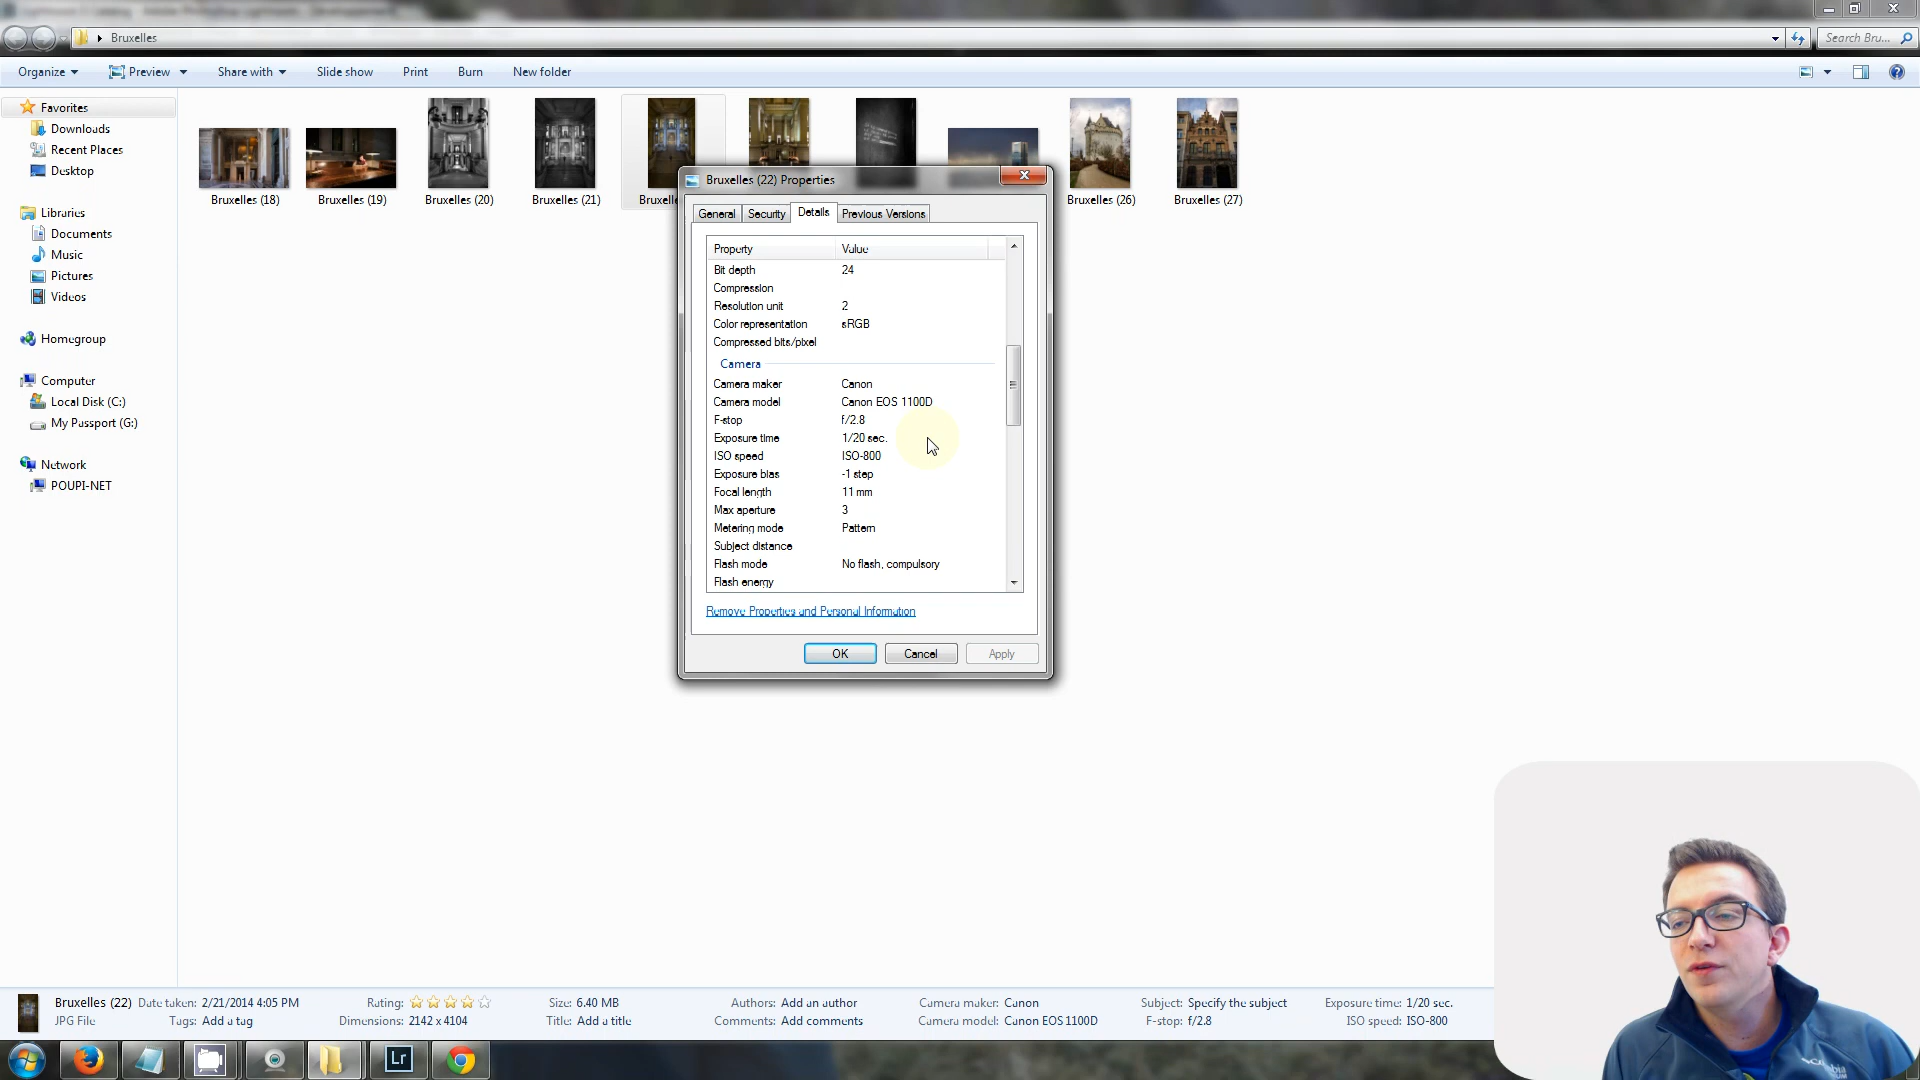 Bruxelles
Search Bru...
Organize
Preview
Share with
Slide show
Print
Burn
New folder
Favorites
Downloads
Recent Places
Desktop
Libraries
Documents
Music
Pictures
Videos
Homegroup
Computer
Local Disk (C:)
My Passport (G:)
Network
POUPI-NET
Bruxelles (18)
Bruxelles (19)
Bruxelles (20)
Bruxelles (21)
Bruxelles (26)
Bruxelles (27)
Bruxelles (22) Properties
General
Security
Details
Previous Versions
Property Value
Bit depth 24
Compression
Resolution unit 2
Color representation sRGB
Compressed bits/pixel
Camera
Camera maker Canon
Camera model Canon EOS 1100D
F-stop f/2.8
Exposure time 1/20 sec.
ISO speed ISO-800
Exposure bias -1 step
Focal length 11 mm
Max aperture 3
Metering mode Pattern
Subject distance
Flash mode No flash, compulsory
Flash energy
Remove Properties and Personal Information
OK
Cancel
Apply
Bruxelles (22) Date taken: 2/21/2014 4:05 PM Rating: Size: 6.40 MB Authors: Add an author Camera maker: Canon Subject: Specify the subject Exposure time: 1/20 sec.
JPG File Tags: Add a tag Dimensions: 2142 x 4104 Title: Add a title Comments: Add comments Camera model: Canon EOS 1100D F-stop: f/2.8 ISO speed: ISO-800
Lr